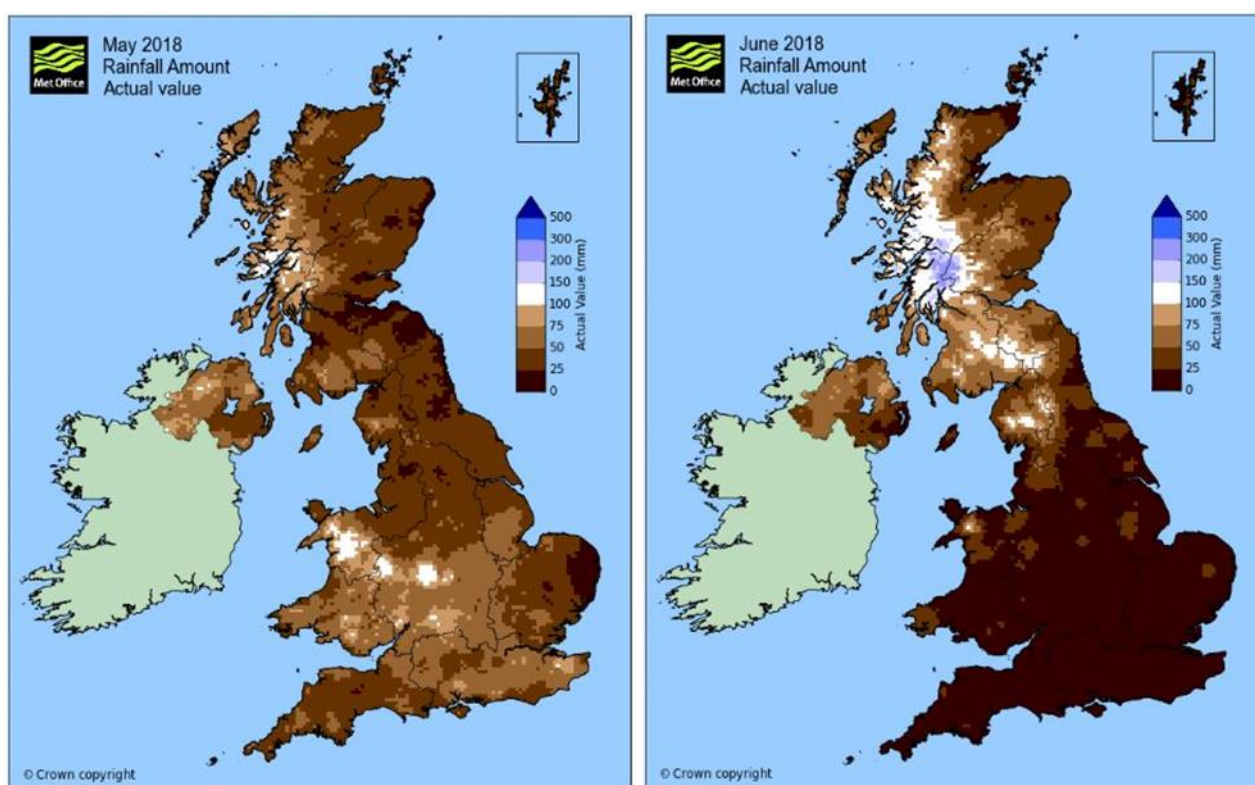 May 2018
Rainfall Amount
Actual value
Met Office
500
300
200
150
100
75
50
25
0
Actual Value (mm)
© Crown copyright
June 2018
Rainfall Amount
Actual value
Met Office
500
300
200
150
100
75
50
25
0
Actual Value (mm)
© Crown copyright